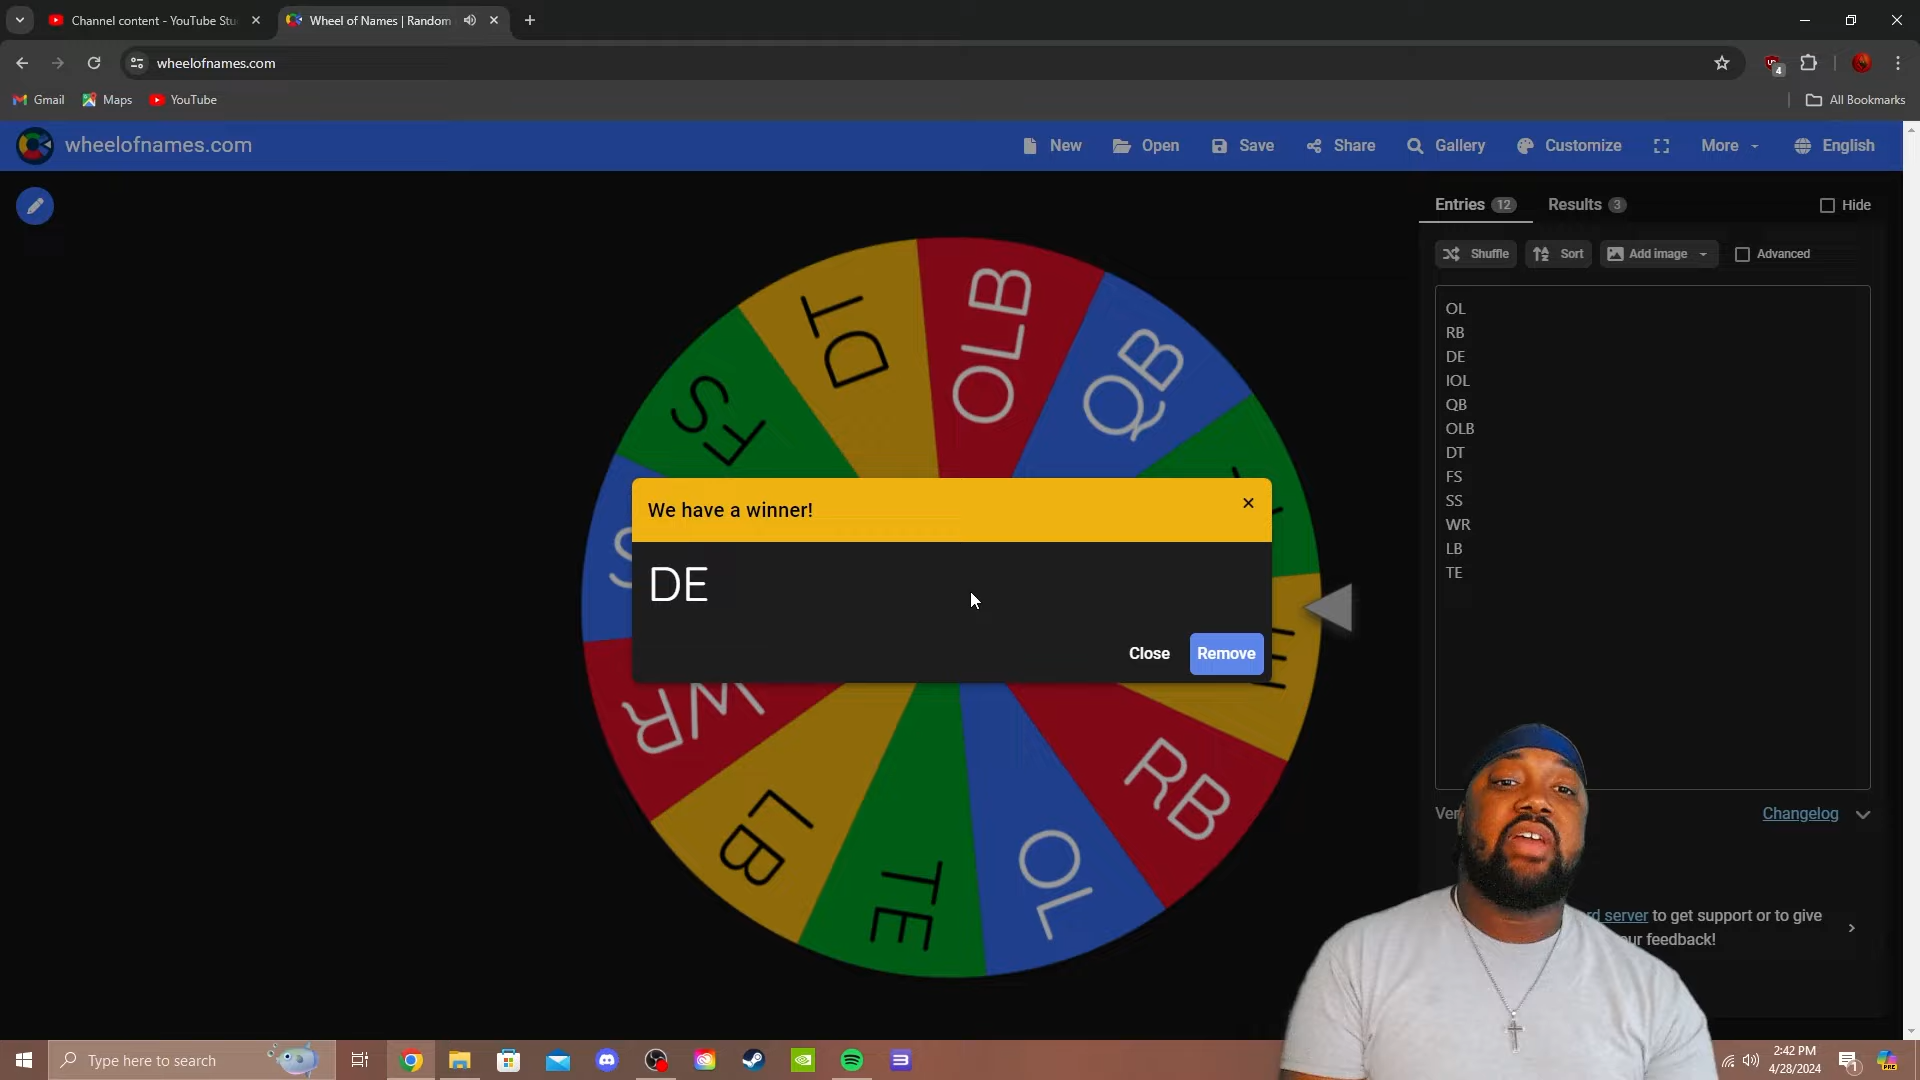 Channel content - YouTube Stu
Wheel of Names | Random
wheelofnames.com
4
Gmail
Maps
YouTube
All Bookmarks
wheelofnames.com
New
Open
Save
Share
Gallery
Customize
More
English
Entries 12
Results 3
Hide
Shuffle
Sort
Add image
Advanced
OL
RB
DE
IOL
QB
OLB
DT
FS
SS
WR
LB
TE
DT
OLB
QB
FS
S
WR
LB
TE
OL
RB
We have a winner!
DE
Close
Remove
Ver
Changelog
rd server to get support or to give
ur feedback!
Type here to search
2:42 PM
4/28/2024
1
PRE